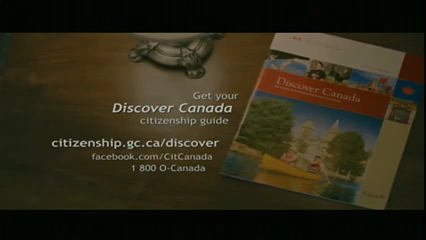 Get your
Discover Canada
citizenship guide
citizenship.gc.ca/discover
facebook.com/CitCanada
1 800 O-Canada
Discover Canada
Canada